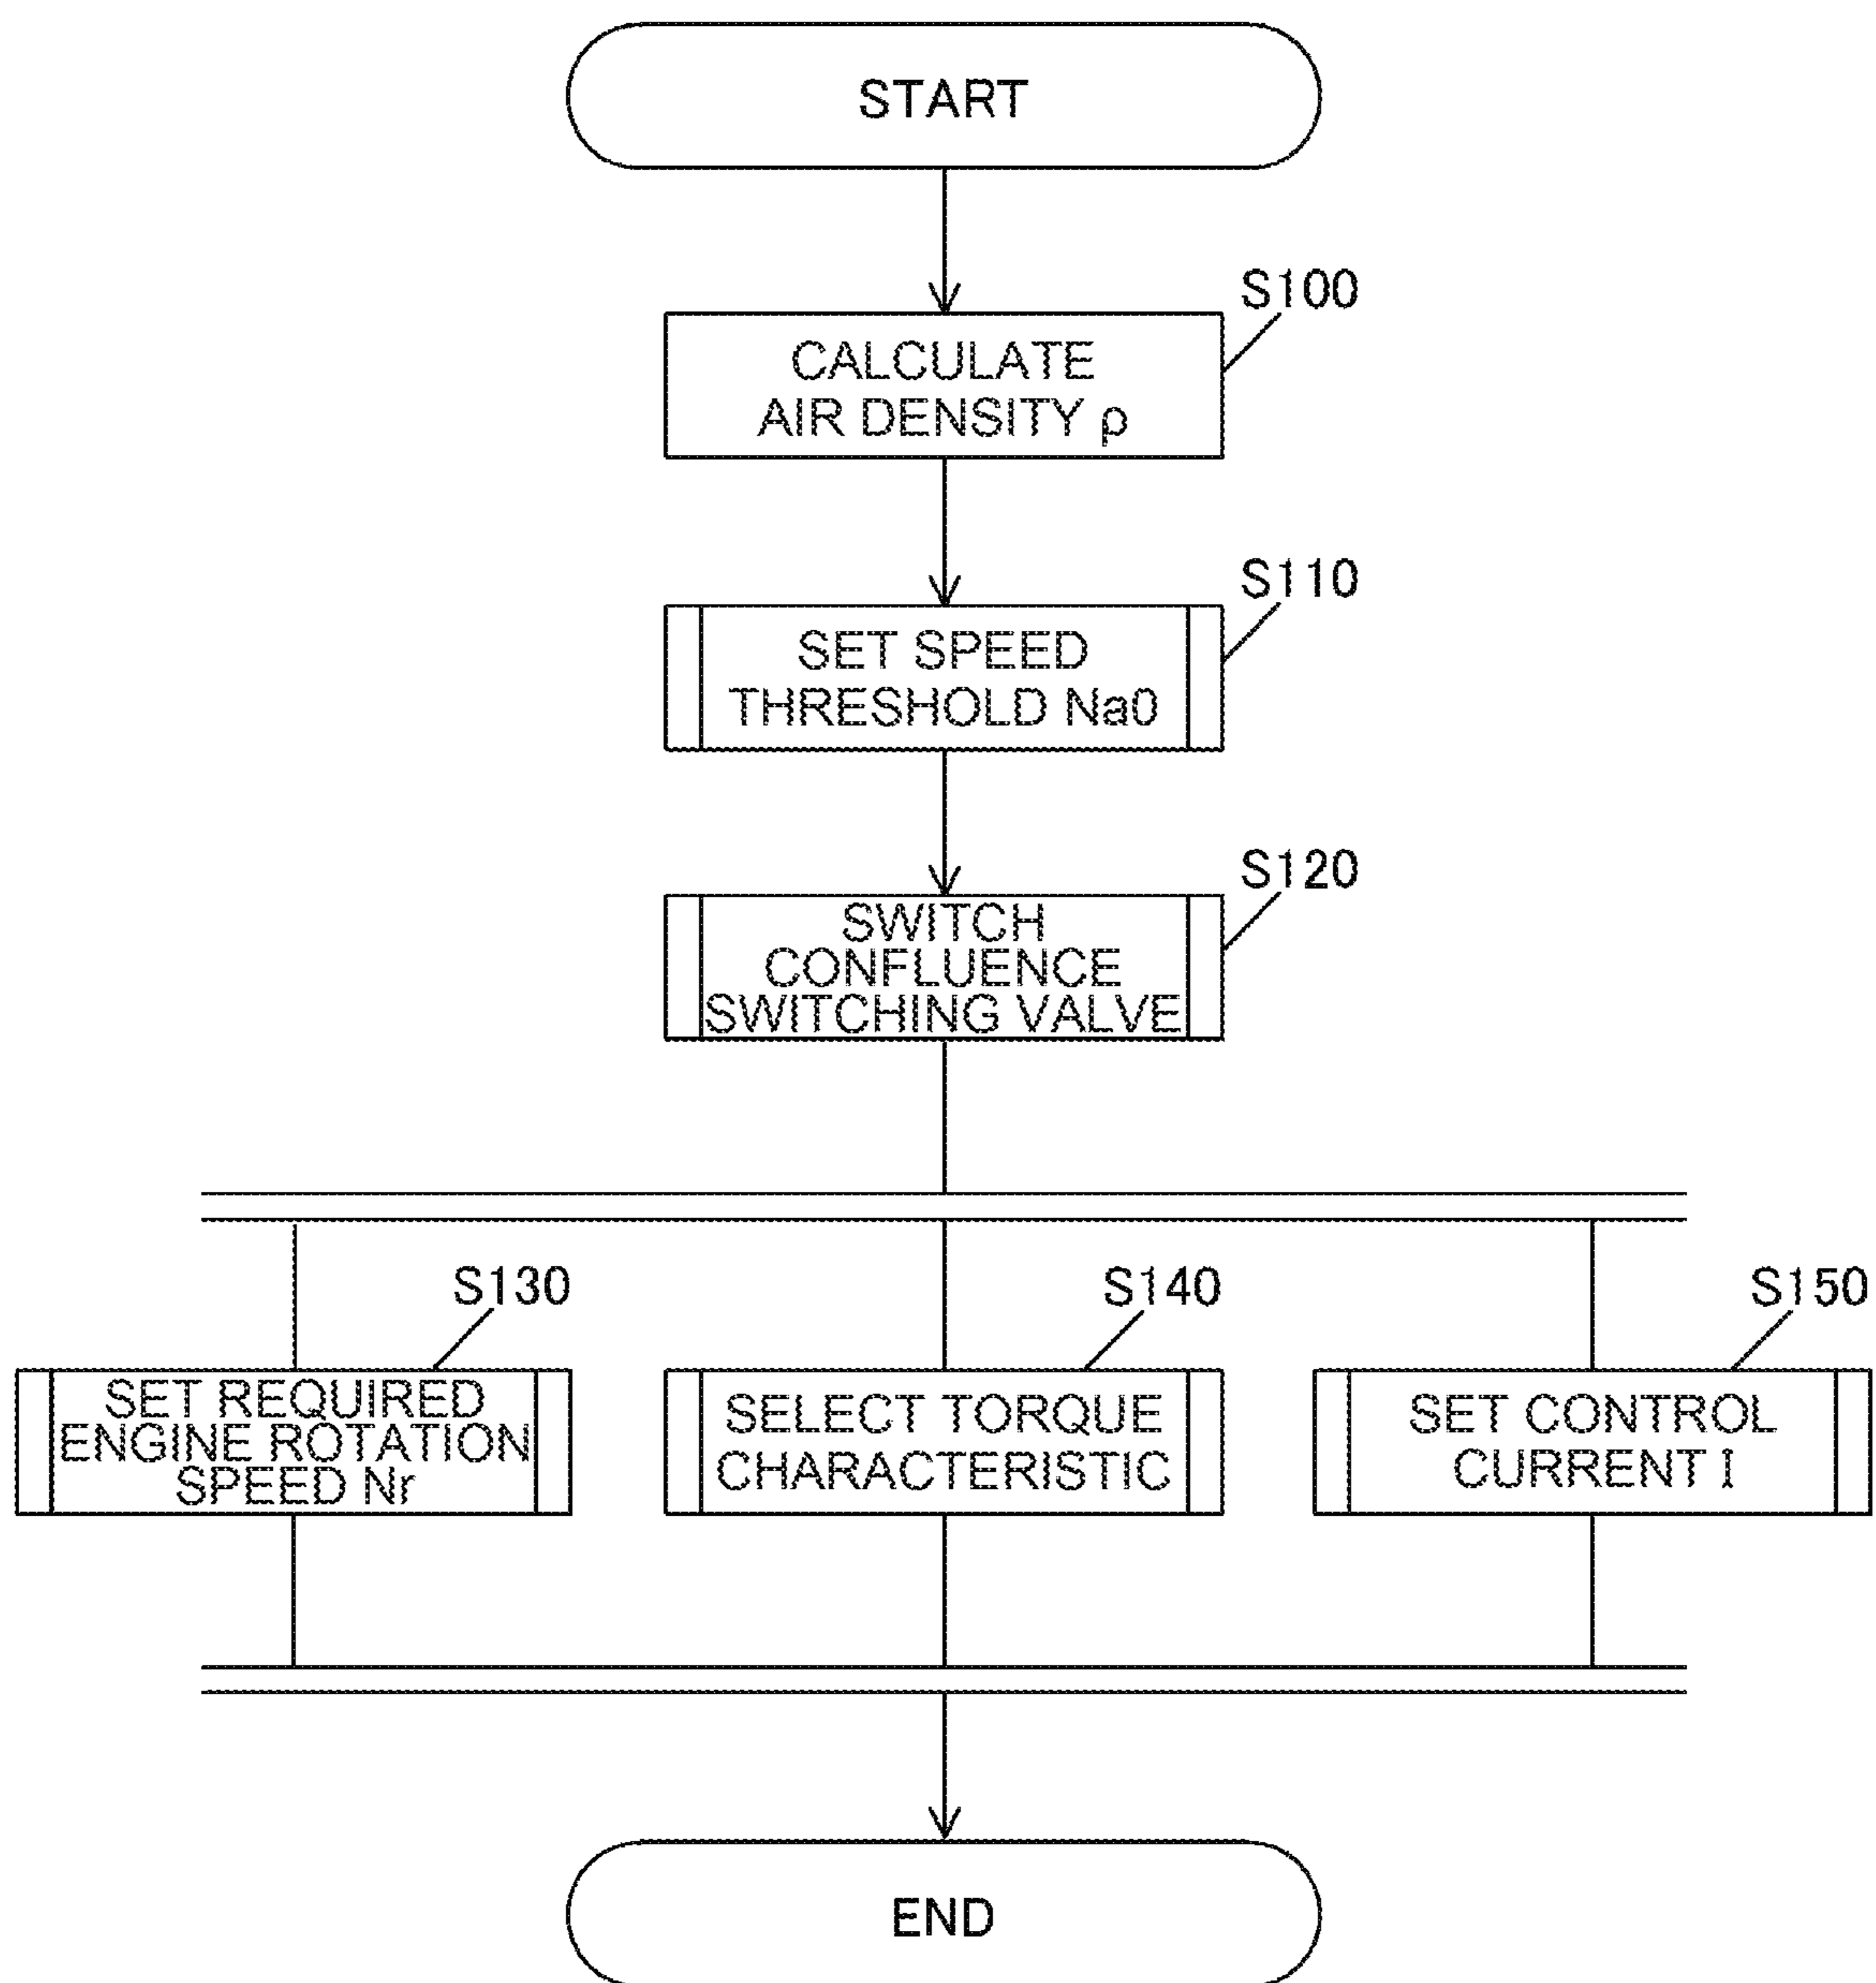 START
S100
CALCULATE
AIR DENSITY ρ
S110
SET SPEED
THRESHOLD Na0
S120
SWITCH
CONFLUENCE
SWITCHING VALVE
S130
SET REQUIRED
ENGINE ROTATION
SPEED Nr
S140
SELECT TORQUE
CHARACTERISTIC
S150
SET CONTROL
CURRENT I
END